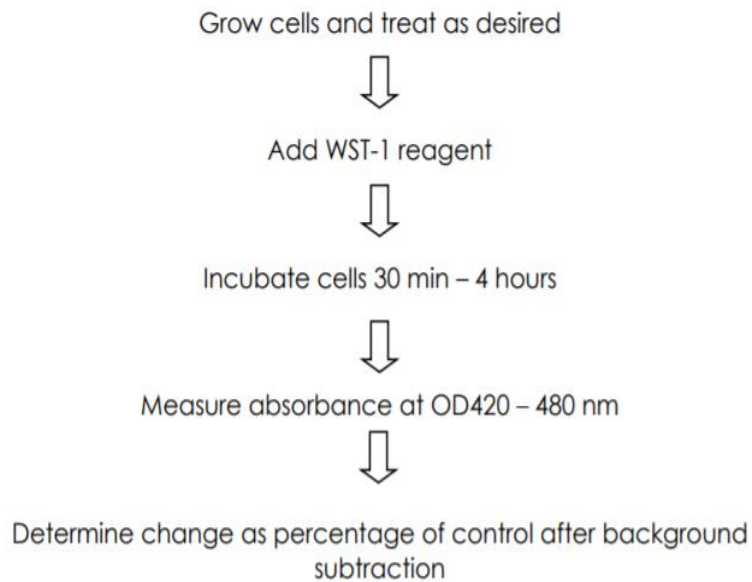 Grow cells and treat as desired
Add WST-1 reagent
Incubate cells 30 min – 4 hours
Measure absorbance at OD420 – 480 nm
Determine change as percentage of control after background
subtraction